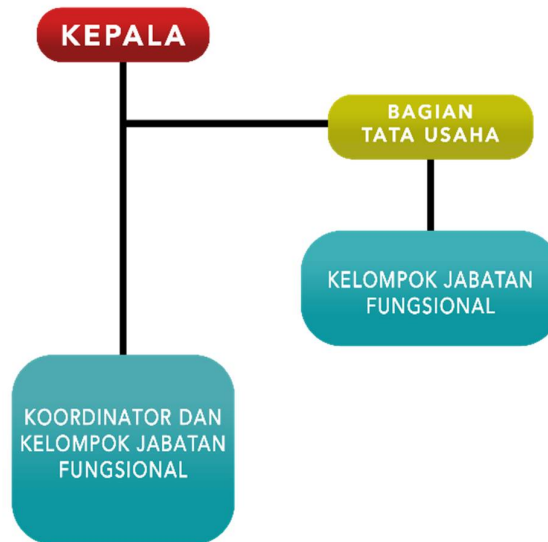 KEPALA
BAGIAN
TATA USAHA
KELOMPOK JABATAN
FUNGSIONAL
KOORDINATOR DAN
KELOMPOK JABATAN
FUNGSIONAL